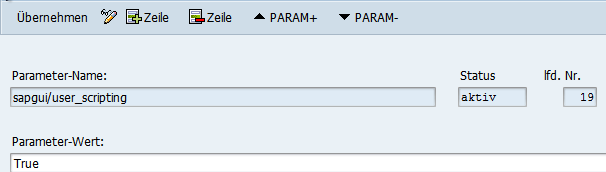 Übernehmen Zeile Zeile PARAM+ PARAM-
Parameter-Name: Status lfd. Nr.
sapgui/user_scripting aktiv 19
Parameter-Wert:
True